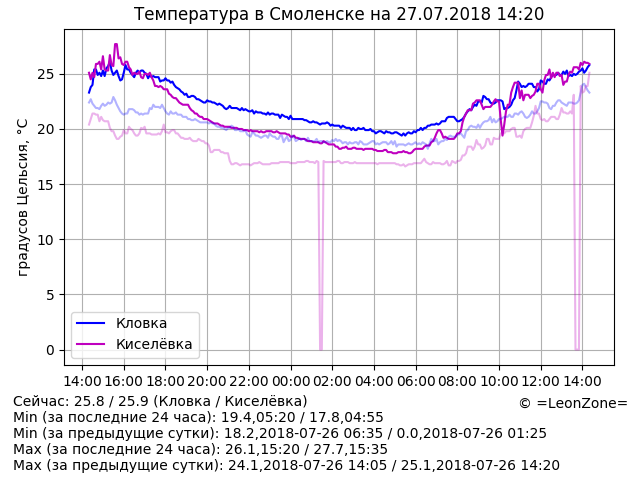 Температура в Смоленске на 27.07.2018 14:20
градусов Цельсия, °C
25
20
15
10
5
0
Кловка
Киселёвка
14:00 16:00 18:00 20:00 22:00 00:00 02:00 04:00 06:00 08:00 10:00 12:00 14:00
Сейчас: 25.8 / 25.9 (Кловка / Киселёвка)
© =LeonZone=
Min (за последние 24 часа): 19.4,05:20 / 17.8,04:55
Min (за предыдущие сутки): 18.2,2018-07-26 06:35 / 0.0,2018-07-26 01:25
Max (за последние 24 часа): 26.1,15:20 / 27.7,15:35
Max (за предыдущие сутки): 24.1,2018-07-26 14:05 / 25.1,2018-07-26 14:20